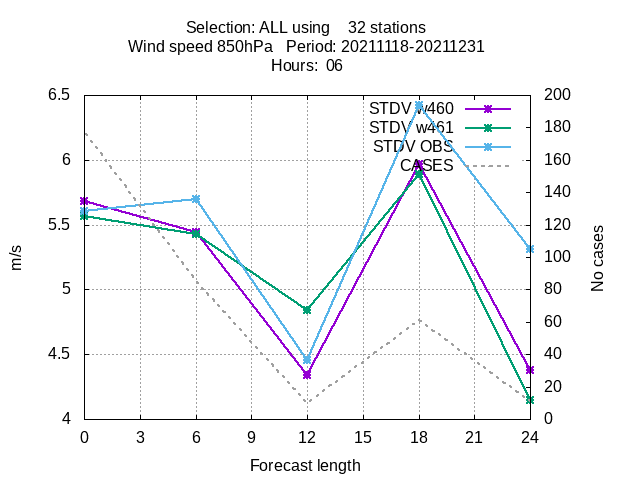 Selection: ALL using 32 stations
Wind speed 850hPa Period: 20211118-20211231
Hours: 06
6.5
6
5.5
5
4.5
4
m/s
STDV w460
STDV w461
STDV OBS
CASES
200
180
160
140
120
100
80
60
40
20
0
No cases
0 3 6 9 12 15 18 21 24
Forecast length